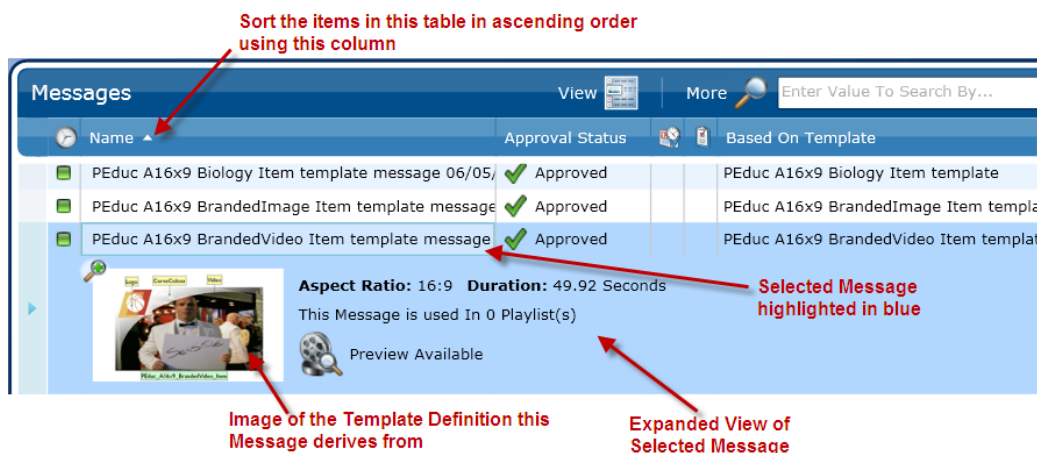 Sort the items in this table in ascending order
using this column
Messages
View
More
Enter Value To Search By...
Name
Approval Status
Based On Template
PEduc A16x9 Biology Item template message 06/05/
Approved
PEduc A16x9 Biology Item template
PEduc A16x9 BrandedImage Item template message
Approved
PEduc A16x9 BrandedImage Item templa
PEduc A16x9 BrandedVideo Item template message
Approved
PEduc A16x9 BrandedVideo Item templat
Logo CurveColour Video
Aspect Ratio: 16:9 Duration: 49.92 Seconds
This Message is used In 0 Playlist(s)
Preview Available
PEduc_A16x9_BrandedVideo_Item
Selected Message
highlighted in blue
Image of the Template Definition this
Message derives from
Expanded View of
Selected Message